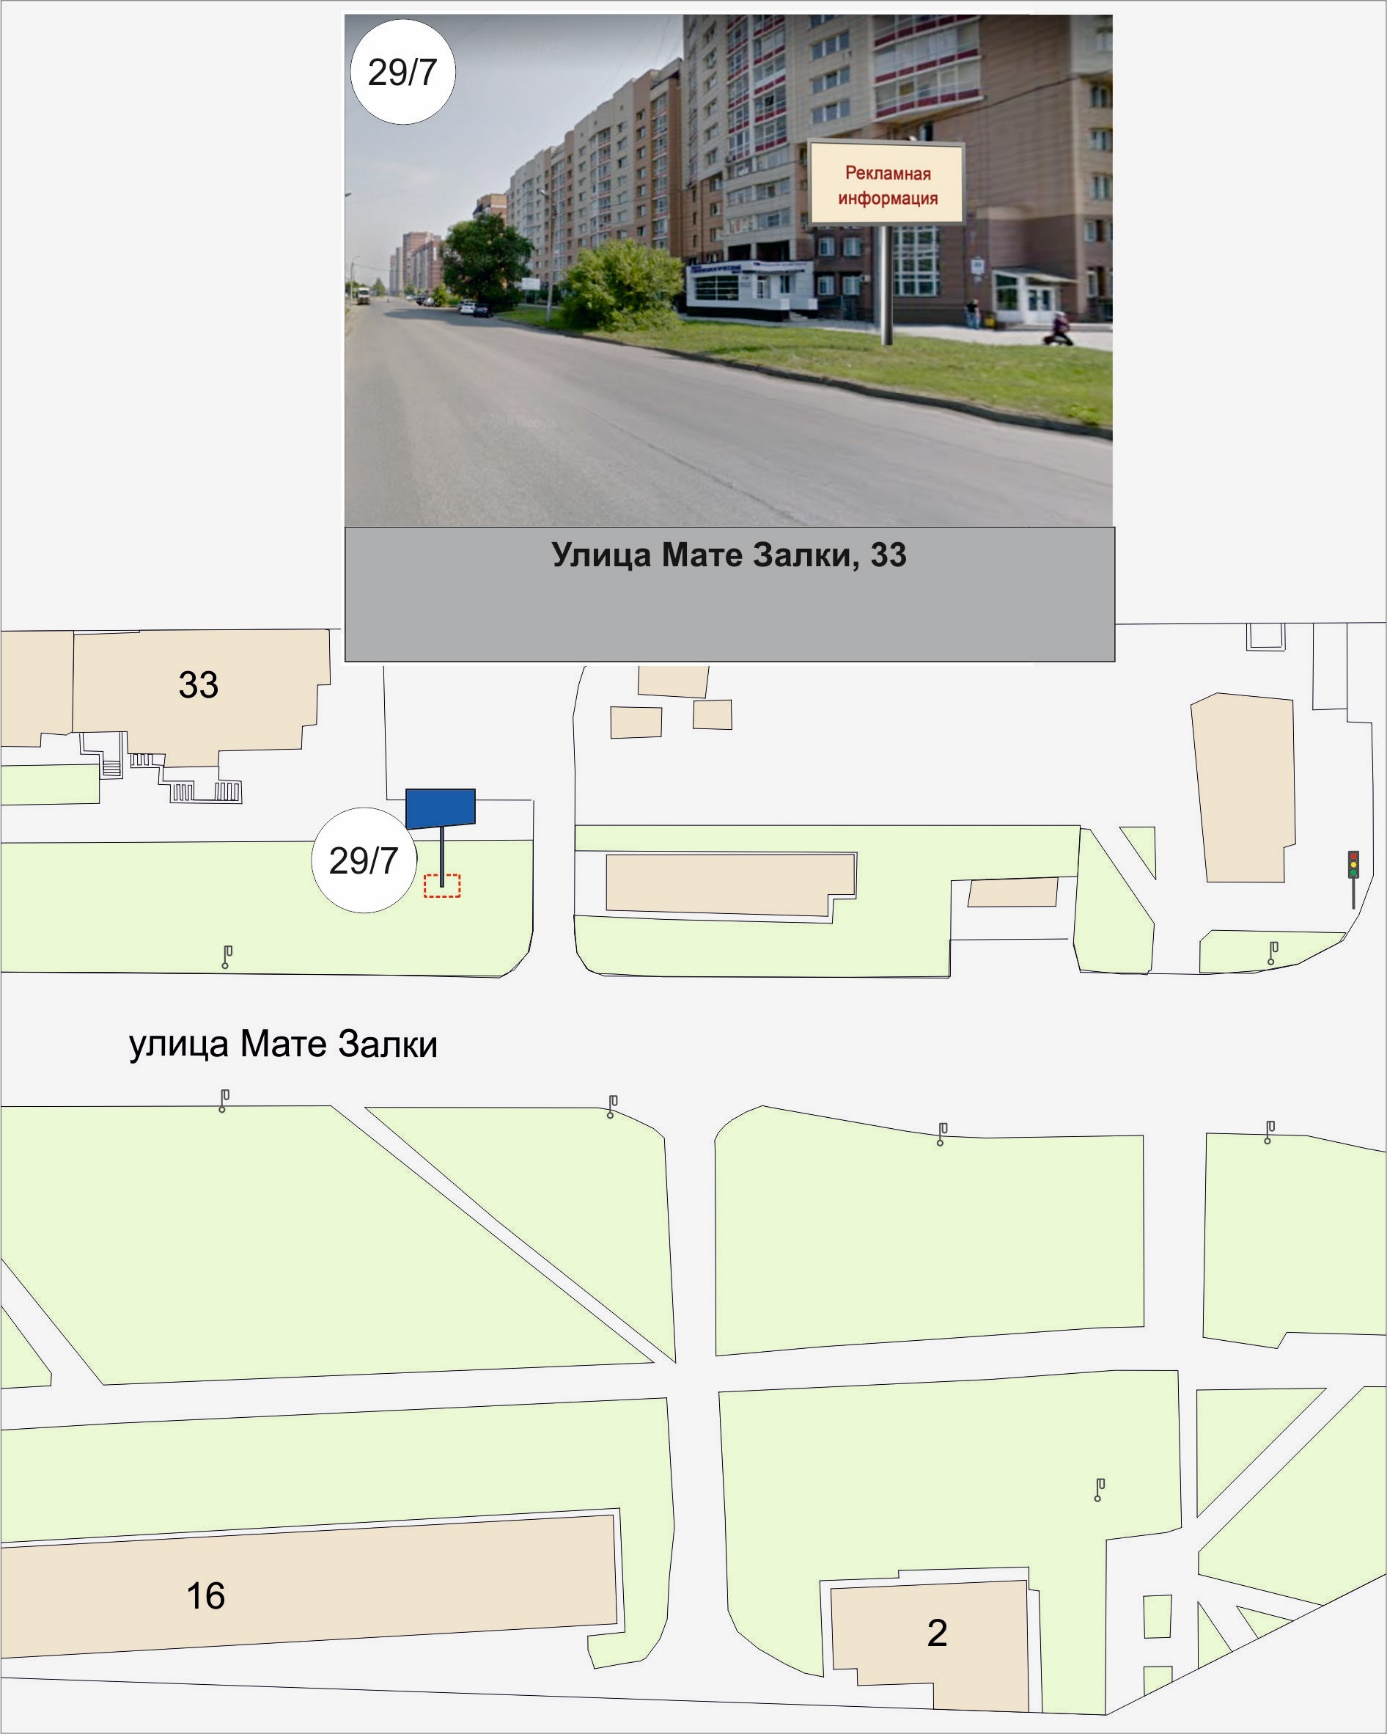 29/7
Рекламная
информация
Улица Мате Залки, 33
33
29/7
улица Мате Залки
16
2